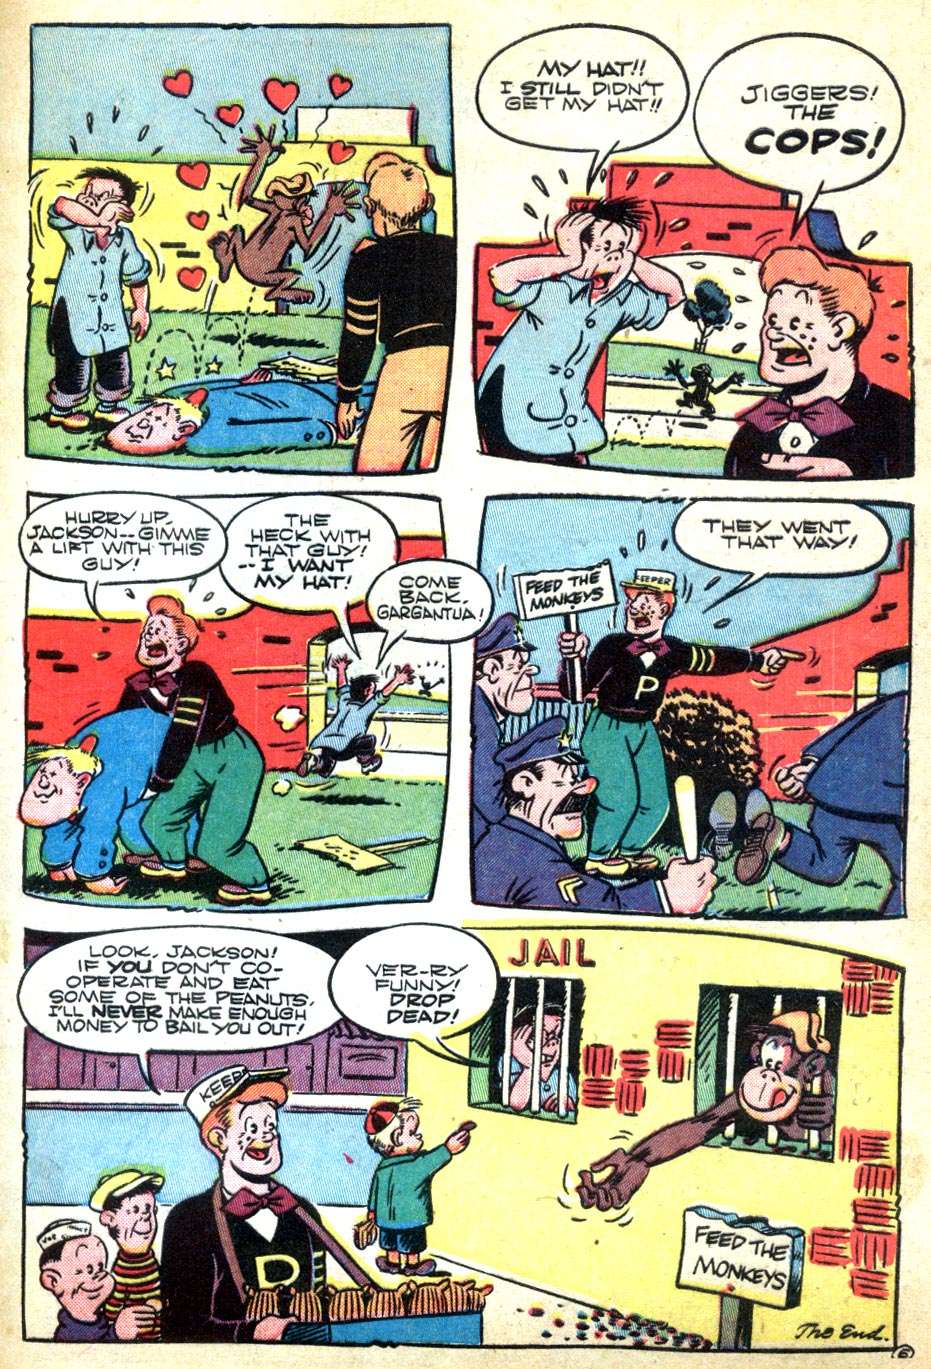 MY HAT!!
I STILL DIDN'T
GET MY HAT!!
JIGGERS!
THE
COPS!
HURRY UP,
JACKSON--GIMME
A LIFT WITH THIS
GUY!
THE
HECK WITH
THAT GUY!
--I WANT
MY HAT!
COME
BACK,
GARGANTUA!
FEED THE
MONKEYS
KEEPER
P
THEY WENT
THAT WAY!
LOOK, JACKSON!
IF YOU DON'T CO-
OPERATE AND EAT
SOME OF THE PEANUTS,
I'LL NEVER MAKE ENOUGH
MONEY TO BAIL YOU OUT!
VER-RY
FUNNY!
DROP
DEAD!
JAIL
KEEP
P
FEED THE
MONKEYS
The End.
6